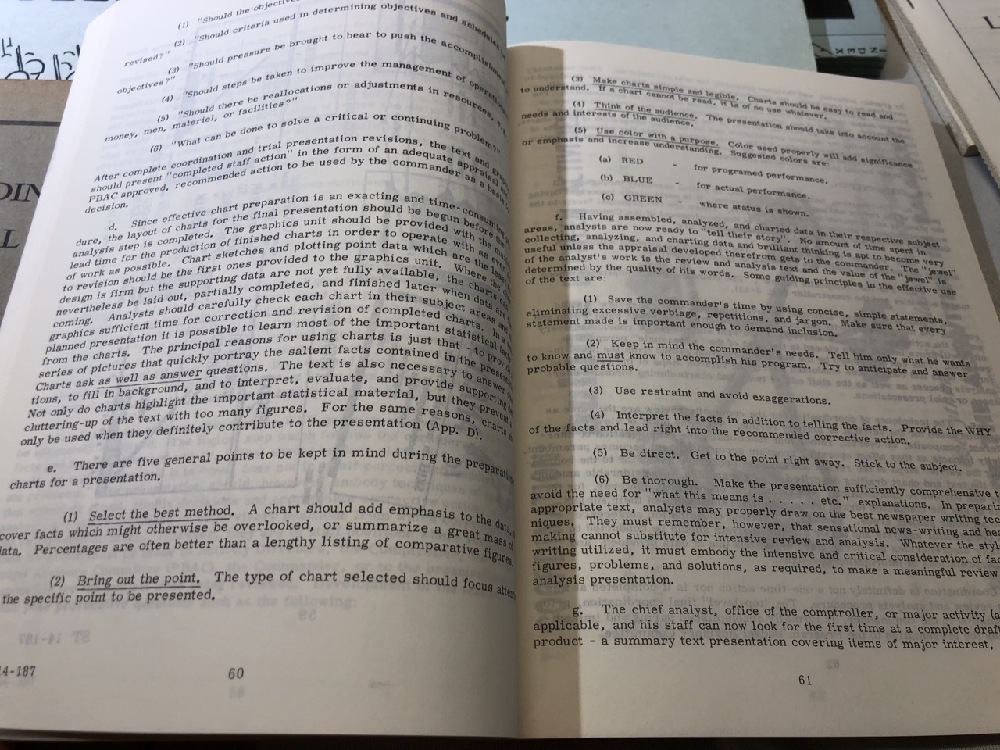 (1) "Should the objectives
(2) "Should criteria used in determining objectives and schedules
revised?"
(3) "Should pressure be brought to bear to push the accomplishment
objectives?"
(4) "Should steps be taken to improve the management of operations
(5) "Should there be reallocations or adjustments in resources,
money, men, materiel, or facilities?"
(6) "What can be done to solve a critical or continuing problem?"
After complete coordination and trial presentation revisions, the text and
should present "completed staff action" in the form of an adequate appraisal
PBAC approved, recommended action to be used by the commander as a basis
decision.
d. Since effective chart preparation is an exacting and time-consuming
dure, the layout of charts for the final presentation should be begun before the
analysis step is completed. The graphics unit should be provided with as
lead time for the production of finished charts in order to operate
of work as possible. Chart sketches and plotting point data which are the
to revision should be the first ones provided to the graphics unit. Where the
design is firm but the supporting data are not yet fully available, the charts can
nevertheless be laid out, partially completed, and finished later when data are
coming. Analysts should carefully check each chart in their subject areas
graphics sufficient time for correction and revision of completed charts. In
planned presentation it is possible to learn most of the important statistical
from the charts. The principal reasons for using charts is just that - to provide
series of pictures that quickly portray the salient facts contained in the presentation
Charts ask as well as answer questions. The text is also necessary to answer
tions, to fill in background, and to interpret, evaluate, and provide supporting
Not only do charts highlight the important statistical material, but they prevent
cluttering-up of the text with too many figures. For the same reasons, charts
only be used when they definitely contribute to the presentation (App. D).
e. There are five general points to be kept in mind during the preparation
charts for a presentation.
(1) Select the best method. A chart should add emphasis to the data,
cover facts which might otherwise be overlooked, or summarize a great mass of
data. Percentages are often better than a lengthy listing of comparative figures.
(2) Bring out the point. The type of chart selected should focus
the specific point to be presented.
14-187
60
(3) Make charts simple and legible. Charts should be easy to read and
to understand. If a chart cannot be read, it is of no use whatever.
(4) Think of the audience. The presentation should take into account the
needs and interests of the audience.
(5) Use color with a purpose. Color used properly will add significance
or emphasis and increase understanding. Suggested colors are:
(a) RED - for programed performance.
(b) BLUE - for actual performance.
(c) GREEN - where status is shown.
f. Having assembled, analyzed, and charted data in their respective subject
areas, analysts are now ready to "tell their story". No amount of time spent in
collecting, analyzing, and charting data and brilliant thinking is apt to become very
useful unless the appraisal developed therefrom gets to the commander. The "jewel"
of the analyst's work is the review and analysis text and the value of the "jewel" is
determined by the quality of his words. Some guiding principles in the effective use
of the text are
(1) Save the commander's time by using concise, simple statements,
eliminating excessive verbiage, repetitions, and jargon. Make sure that every
statement made is important enough to demand inclusion.
(2) Keep in mind the commander's needs. Tell him only what he wants
to know and must know to accomplish his program. Try to anticipate and answer
probable questions.
(3) Use restraint and avoid exaggerations.
(4) Interpret the facts in addition to telling the facts. Provide the WHY
of the facts and lead right into the recommended corrective action.
(5) Be direct. Get to the point right away. Stick to the subject.
(6) Be thorough. Make the presentation sufficiently comprehensive
avoid the need for "what this means is . . . . . . etc." explanations. In preparing
appropriate text, analysts may properly draw on the best newspaper writing tech
niques. They must remember, however, that sensational news-writing and
making cannot substitute for intensive review and analysis. Whatever the style
writing utilized, it must embody the intensive and critical consideration of
figures, problems, and solutions, as required, to make a meaningful review
analysis presentation.
g. The chief analyst, office of the comptroller, or major activity
applicable, and his staff can now look for the first time at a complete draft
product - a summary text presentation covering items of major interest,
61
INDEX